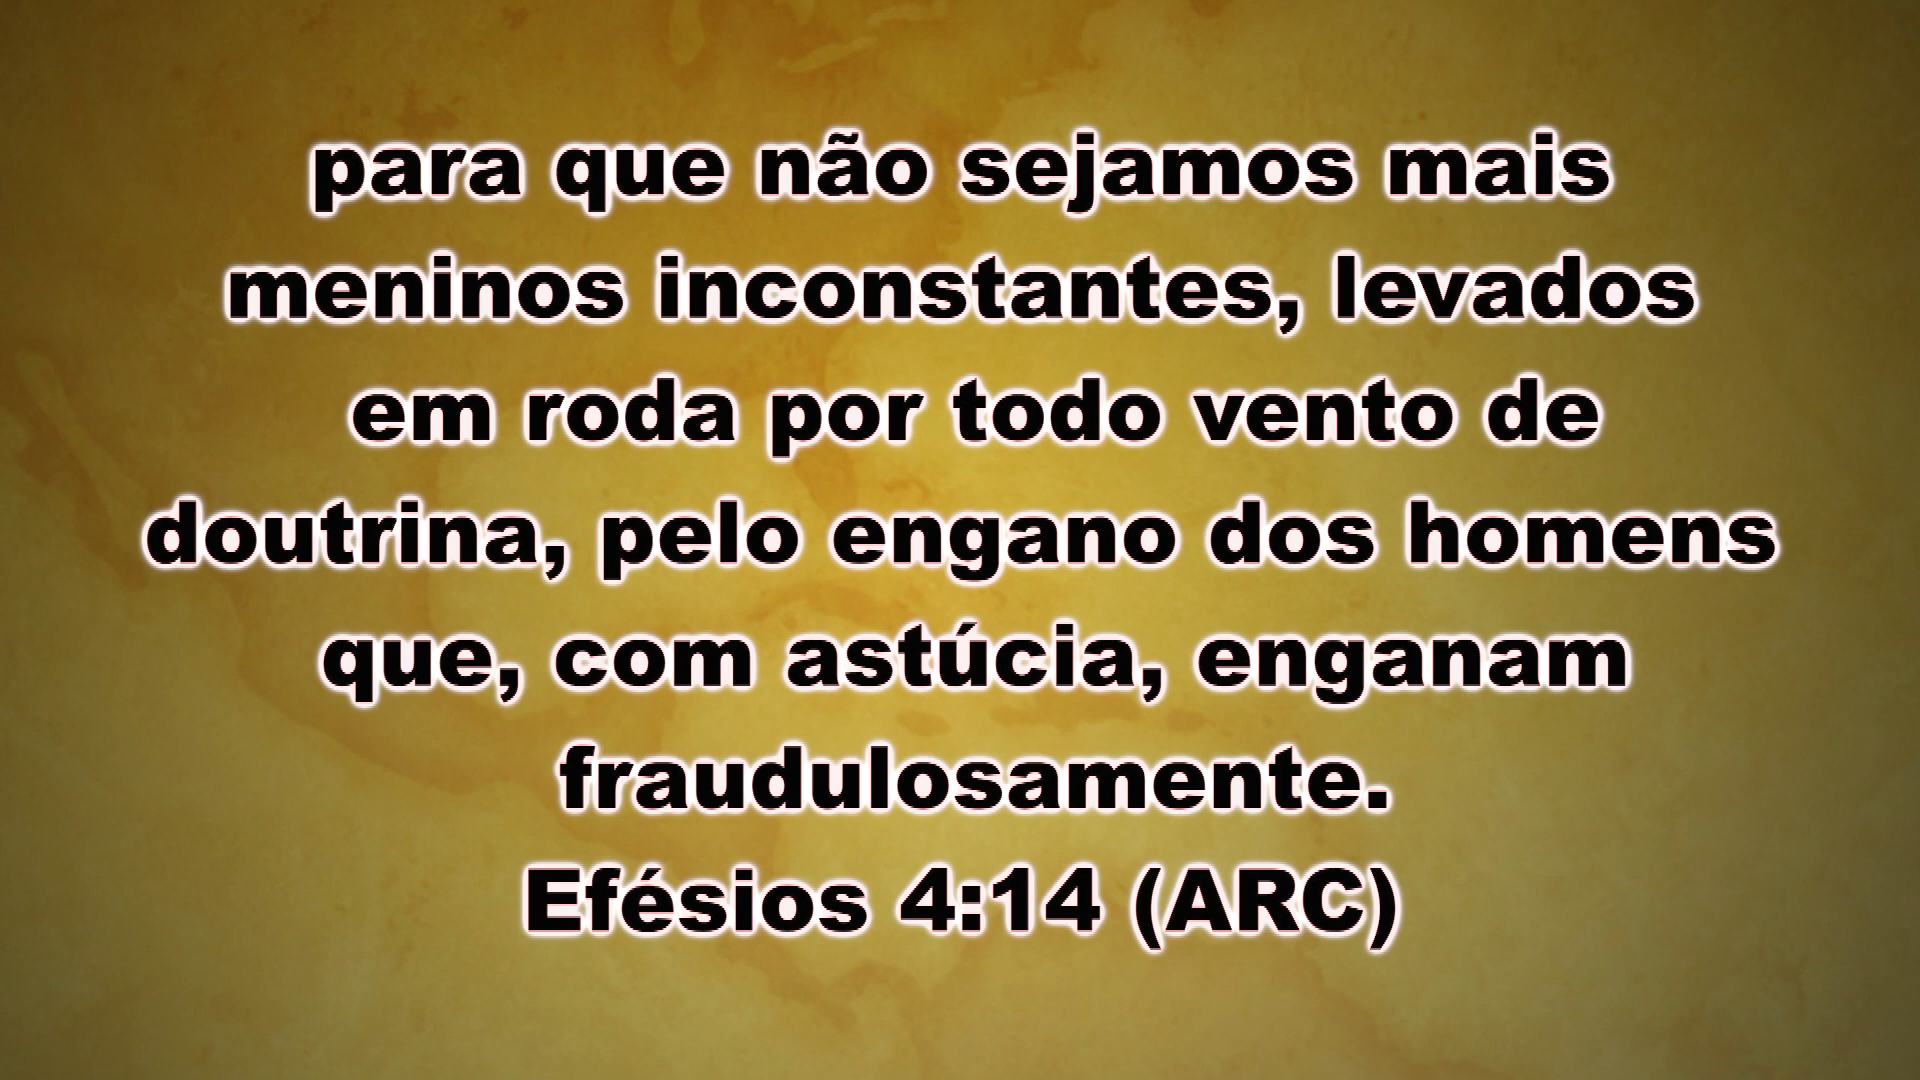 para que não sejamos mais
meninos inconstantes, levados
em roda por todo vento de
doutrina, pelo engano dos homens
que, com astúcia, enganam
fraudulosamente.
Efésios 4:14 (ARC)